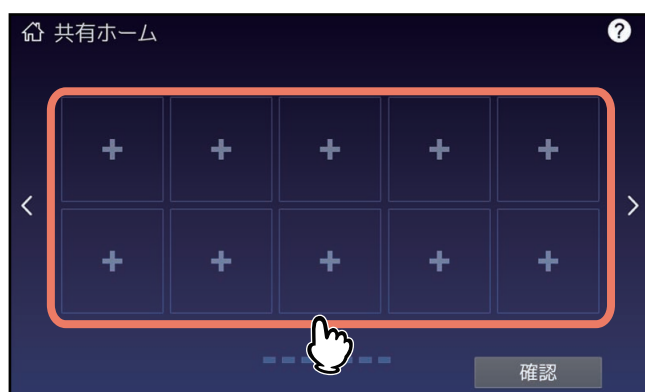 共有ホーム
?
+ + + + +
+ + + + +
< >
確認